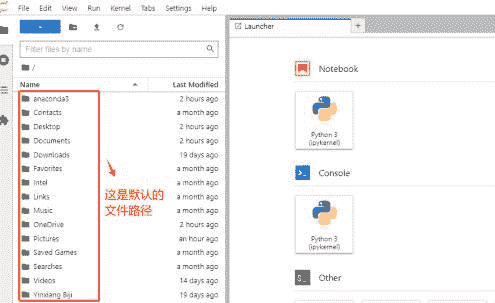 File Edit View Run Kernel Tabs Settings Help
Launcher
Filter files by name
/
Name Last Modified
anaconda3 2 hours ago
Contacts a month ago
Desktop 2 hours ago
Documents 2 hours ago
Downloads 19 days ago
Favorites a month ago
Intel a month ago
Links a month ago
Music a month ago
OneDrive 2 hours ago
Pictures an hour ago
Saved Games a month ago
Searches a month ago
Videos 14 days ago
Yinxiang Biji 19 days ago
这是默认的
文件路径
Notebook
Python 3
(ipykernel)
Console
Python 3
(ipykernel)
$_ Other